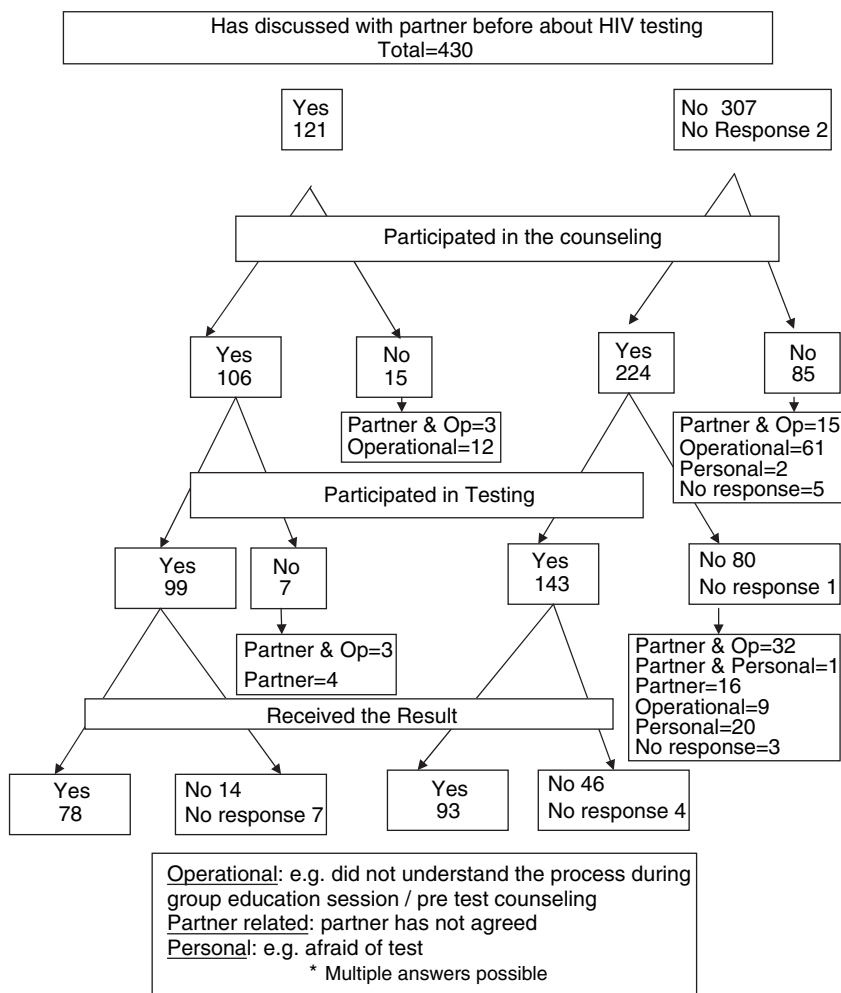 Has discussed with partner before about HIV testing
Total=430
Yes
121
No 307
No Response 2
Participated in the counseling
Yes
106
No
15
Yes
224
No
85
Partner & Op=3
Operational=12
Partner & Op=15
Operational=61
Personal=2
No response=5
Participated in Testing
Yes
99
No
7
Yes
143
No 80
No response 1
Partner & Op=3
Partner=4
Partner & Op=32
Partner & Personal=1
Partner=16
Operational=9
Personal=20
No response=3
Received the Result
Yes
78
No 14
No response 7
Yes
93
No 46
No response 4
Operational: e.g. did not understand the process during
group education session / pre test counseling
Partner related: partner has not agreed
Personal: e.g. afraid of test
* Multiple answers possible